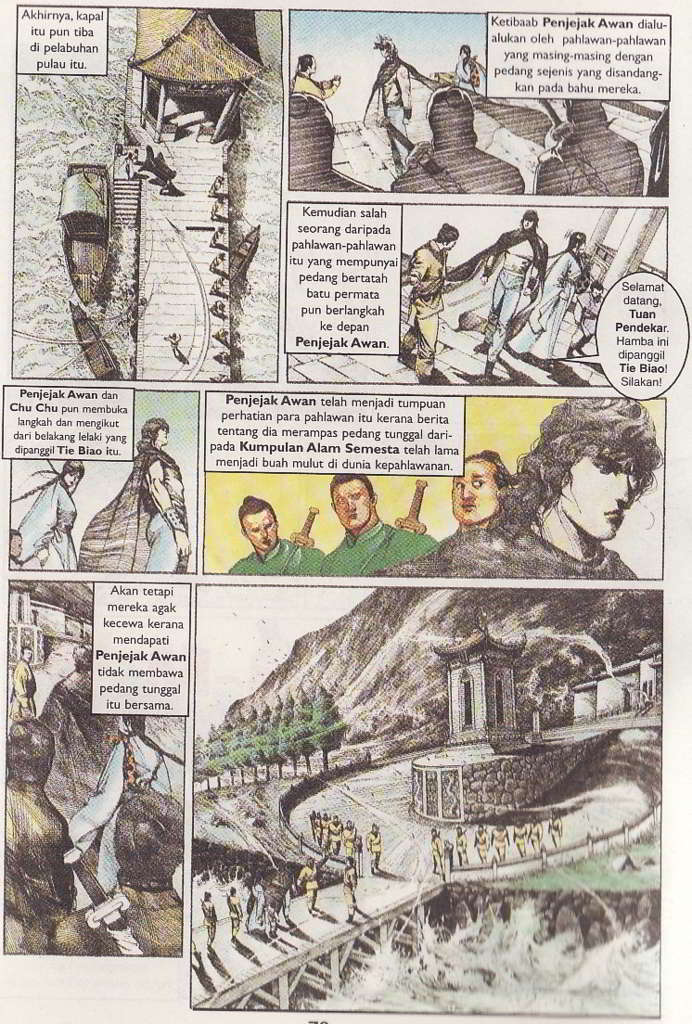 Akhirnya, kapal
itu pun tiba
di pelabuhan
pulau itu.
Ketibaab Penjejak Awan dialu-
alukan oleh pahlawan-pahlawan
yang masing-masing dengan
pedang sejenis yang disandang-
kan pada bahu mereka.
Kemudian salah
seorang daripada
pahlawan-pahlawan
itu yang mempunyai
pedang bertatah
batu permata
pun berlangkah
ke depan
Penjejak Awan.
Selamat
datang,
Tuan
Pendekar.
Hamba ini
dipanggil
Tie Biao!
Silakan!
Penjejak Awan dan
Chu Chu pun membuka
langkah dan mengikut
dari belakang lelaki yang
dipanggil Tie Biao itu.
Penjejak Awan telah menjadi tumpuan
perhatian para pahlawan itu kerana berita
tentang dia merampas pedang tunggal dari-
pada Kumpulan Alam Semesta telah lama
menjadi buah mulut di dunia kepahlawanan.
Akan tetapi
mereka agak
kecewa kerana
mendapati
Penjejak Awan
tidak membawa
pedang tunggal
itu bersama.